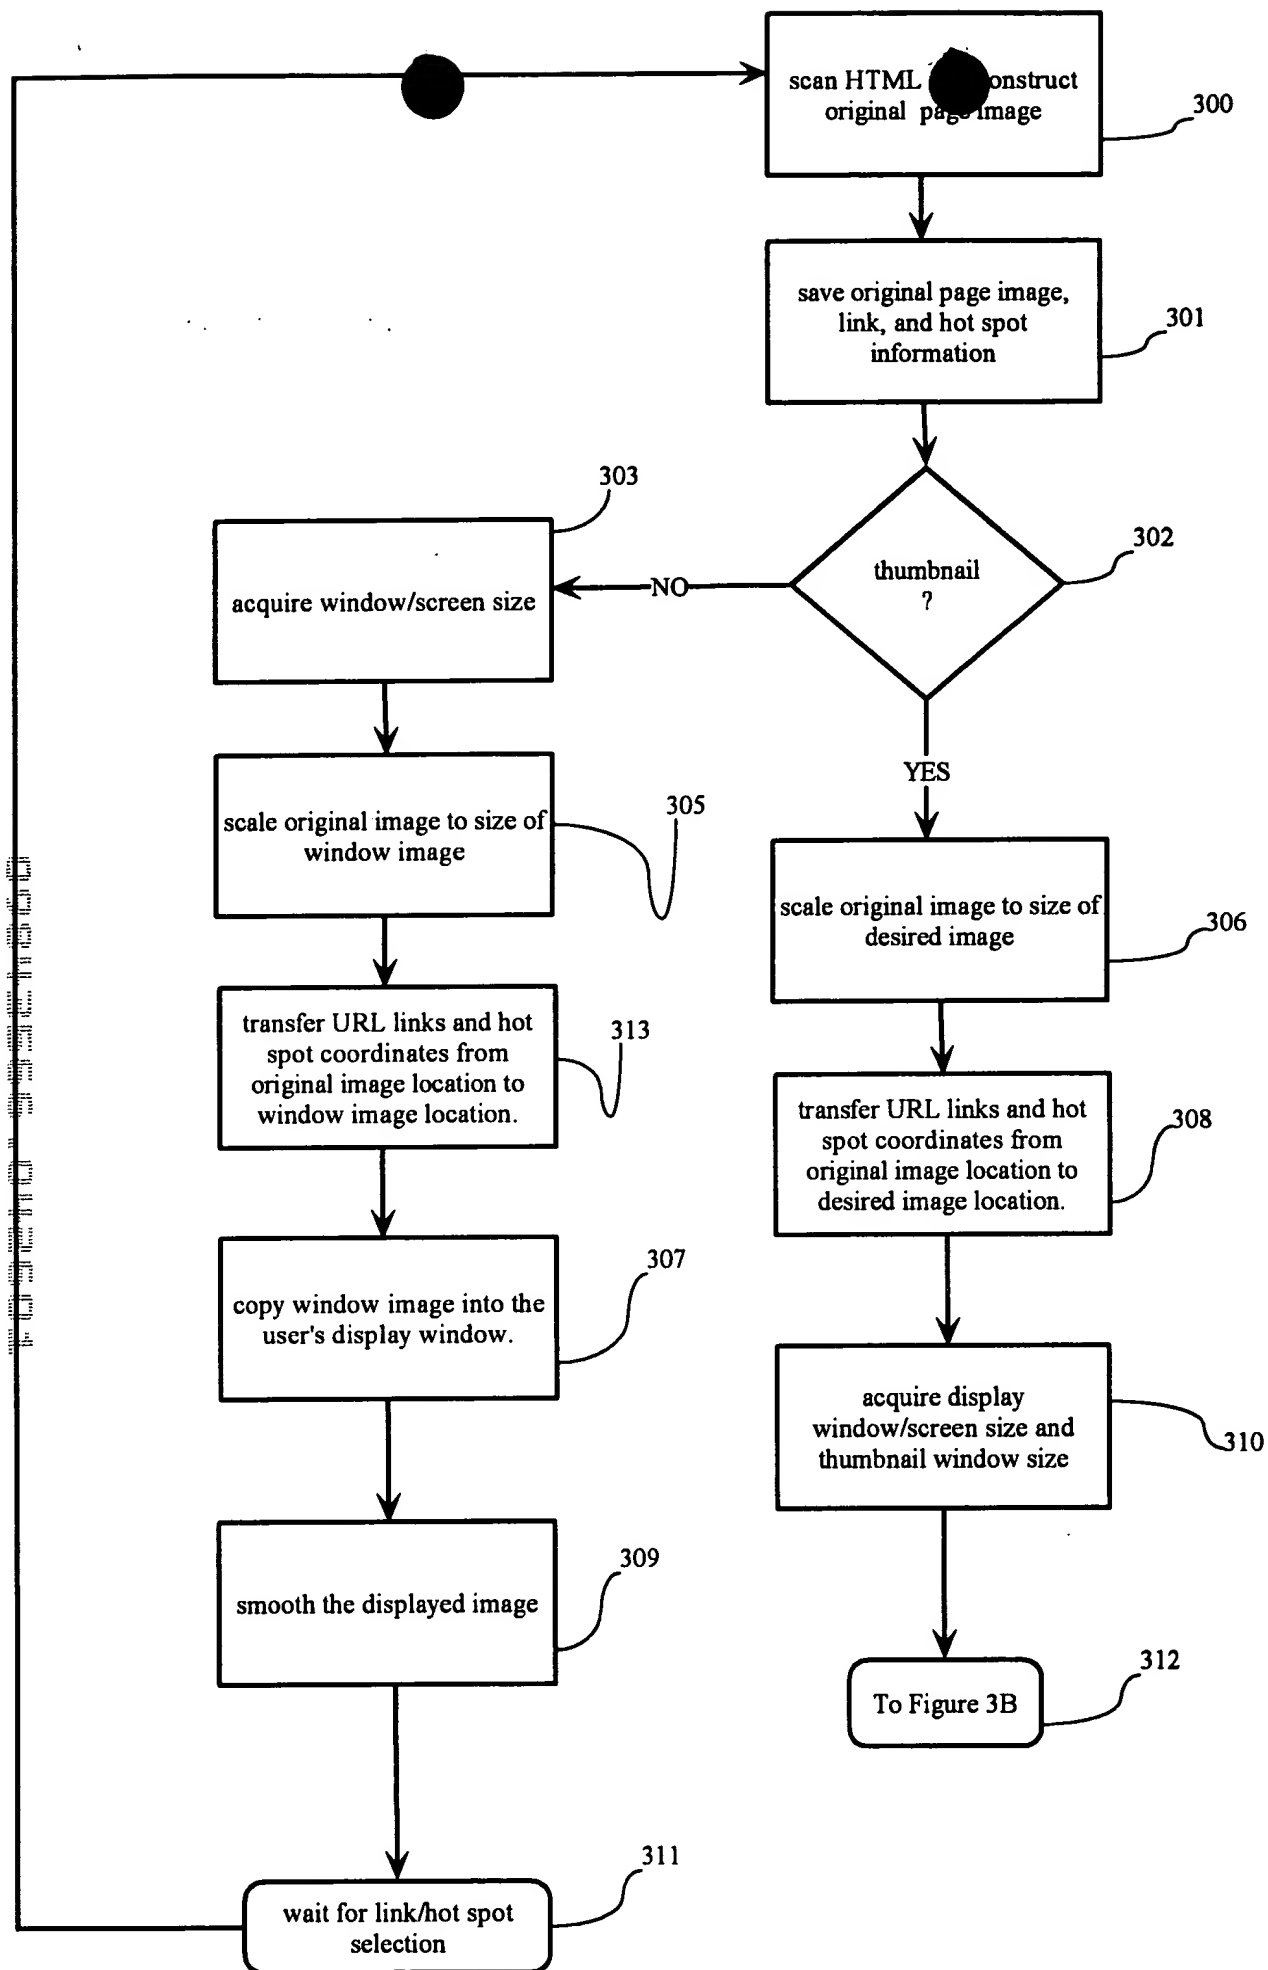 scan HTML onstruct
original page image
300
save original page image,
link, and hot spot
information
301
thumbnail
?
302
NO
YES
303
acquire window/screen size
scale original image to size of
window image
305
transfer URL links and hot
spot coordinates from
original image location to
window image location.
313
copy window image into the
user's display window.
307
smooth the displayed image
309
wait for link/hot spot
selection
311
scale original image to size of
desired image
306
transfer URL links and hot
spot coordinates from
original image location to
desired image location.
308
acquire display
window/screen size and
thumbnail window size
310
To Figure 3B
312